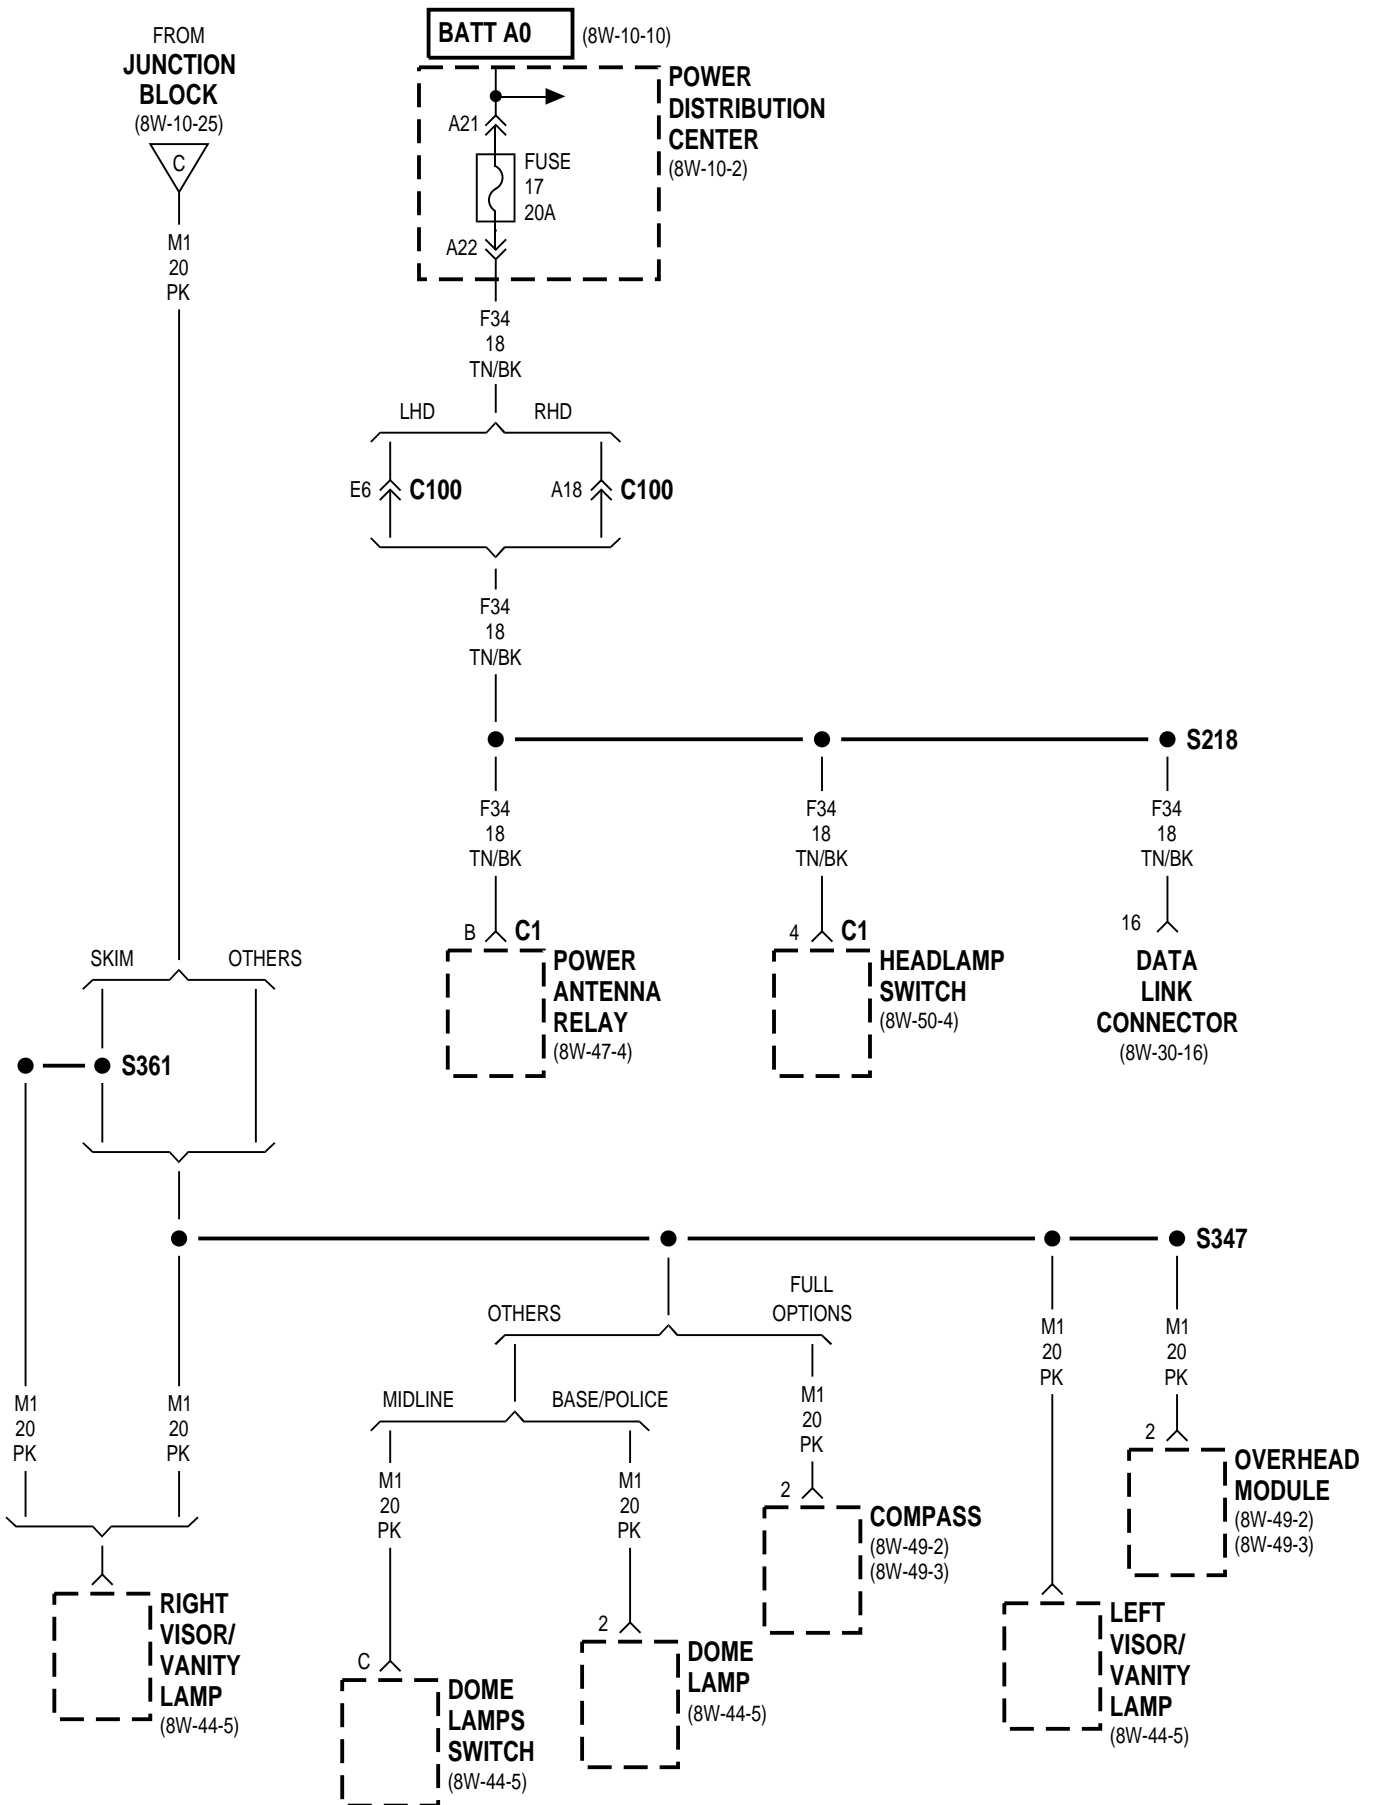 BATT A0
(8W-10-10)
FROM
JUNCTION
BLOCK
(8W-10-25)
C
POWER
DISTRIBUTION
CENTER
(8W-10-2)
A21
FUSE
17
20A
A22
M1
20
PK
F34
18
TN/BK
LHD
RHD
E6
C100
A18
C100
F34
18
TN/BK
S218
F34
18
TN/BK
F34
18
TN/BK
F34
18
TN/BK
B
C1
POWER
ANTENNA
RELAY
(8W-47-4)
4
C1
HEADLAMP
SWITCH
(8W-50-4)
16
DATA
LINK
CONNECTOR
(8W-30-16)
SKIM
OTHERS
S361
S347
OTHERS
FULL
OPTIONS
MIDLINE
BASE/POLICE
M1
20
PK
M1
20
PK
M1
20
PK
M1
20
PK
M1
20
PK
M1
20
PK
M1
20
PK
RIGHT
VISOR/
VANITY
LAMP
(8W-44-5)
C
DOME
LAMPS
SWITCH
(8W-44-5)
2
DOME
LAMP
(8W-44-5)
2
COMPASS
(8W-49-2)
(8W-49-3)
LEFT
VISOR/
VANITY
LAMP
(8W-44-5)
2
OVERHEAD
MODULE
(8W-49-2)
(8W-49-3)